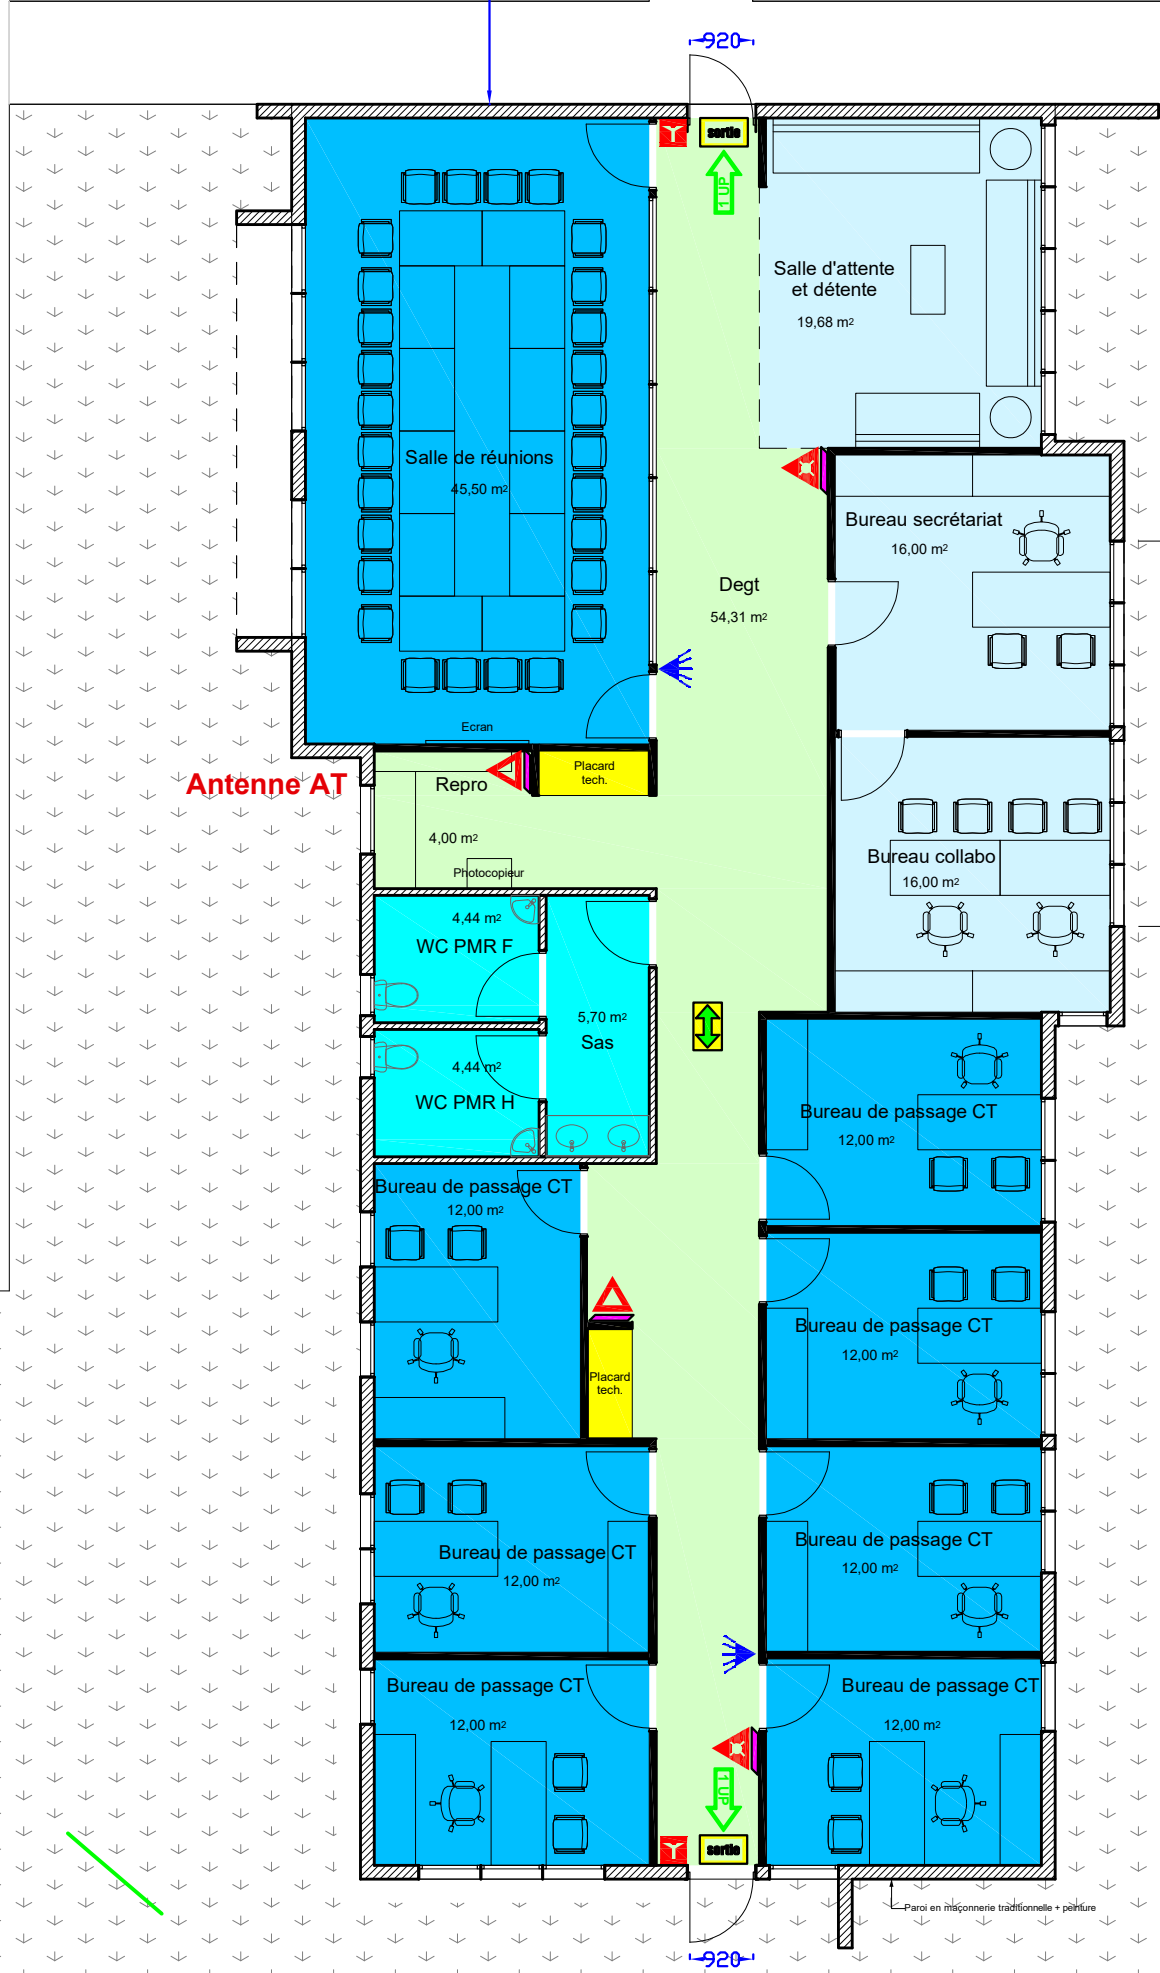 920
sortie
1 UP
Salle d'attente
et détente
19,68 m²
Salle de réunions
45,50 m²
Bureau secrétariat
16,00 m²
Degt
54,31 m²
Ecran
Antenne AT
Repro
Placard
tech.
4,00 m²
Photocopieur
Bureau collabo
16,00 m²
4,44 m²
WC PMR F
5,70 m²
Sas
4,44 m²
WC PMR H
Bureau de passage CT
12,00 m²
Bureau de passage CT
12,00 m²
Bureau de passage CT
12,00 m²
Placard
tech.
Bureau de passage CT
12,00 m²
Bureau de passage CT
12,00 m²
Bureau de passage CT
12,00 m²
Bureau de passage CT
12,00 m²
1 UP
sortie
Paroi en maçonnerie traditionnelle + peinture
920